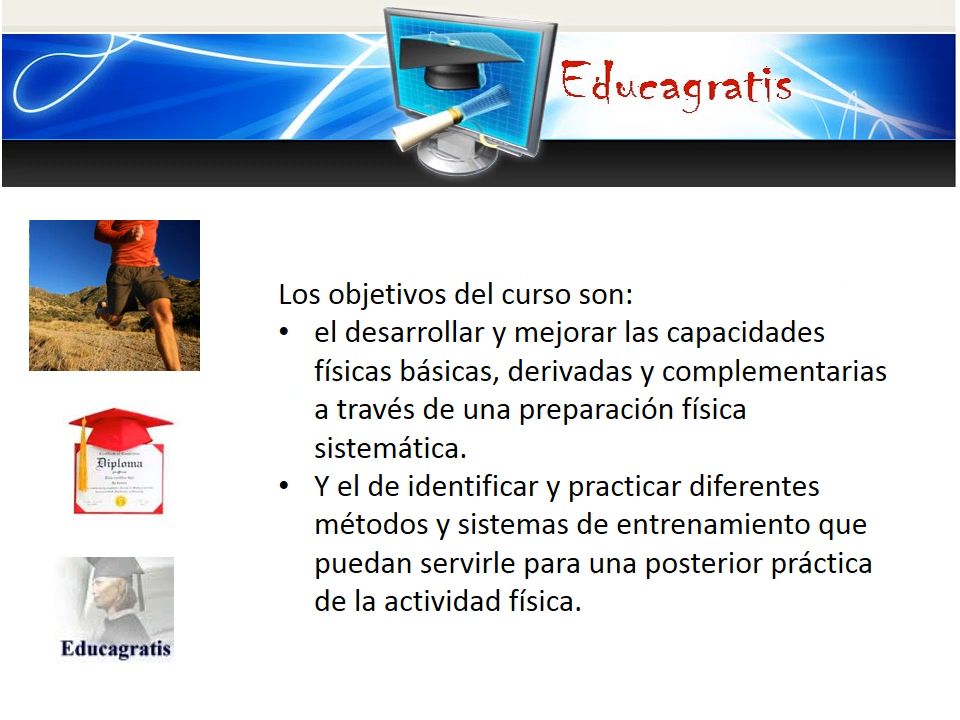 Educagratis
Los objetivos del curso son:
• el desarrollar y mejorar las capacidades
físicas básicas, derivadas y complementarias
a través de una preparación física
sistemática.
• Y el de identificar y practicar diferentes
métodos y sistemas de entrenamiento que
puedan servirle para una posterior práctica
de la actividad física.
Diploma
Educagratis